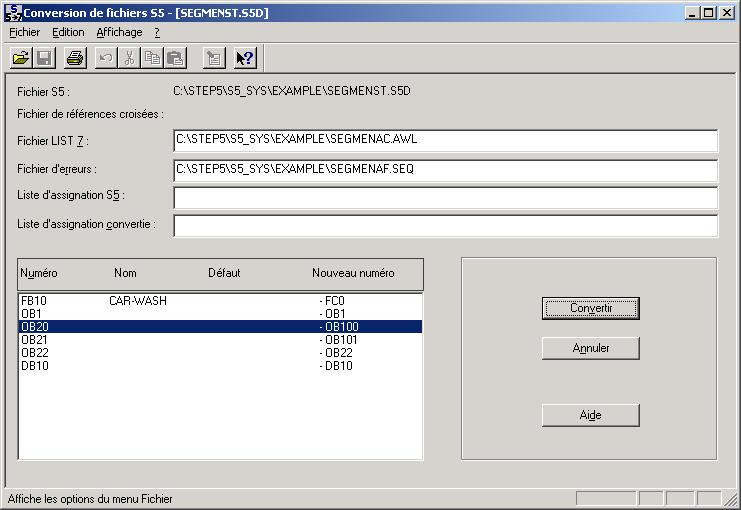 Conversion de fichiers S5 - [SEGMENST.S5D]
Fichier Edition Affichage ?
Fichier S5 : C:\STEP5\S5_SYS\EXAMPLE\SEGMENST.S5D
Fichier de références croisées :
Fichier LIST 7 : C:\STEP5\S5_SYS\EXAMPLE\SEGMENAC.AWL
Fichier d'erreurs : C:\STEP5\S5_SYS\EXAMPLE\SEGMENAF.SEQ
Liste d'assignation S5 :
Liste d'assignation convertie :
Numéro Nom Défaut Nouveau numéro
FB10 CAR-WASH - FC0
OB1 - OB1
OB20 - OB100
OB21 - OB101
OB22 - OB22
DB10 - DB10
Convertir
Annuler
Aide
Affiche les options du menu Fichier